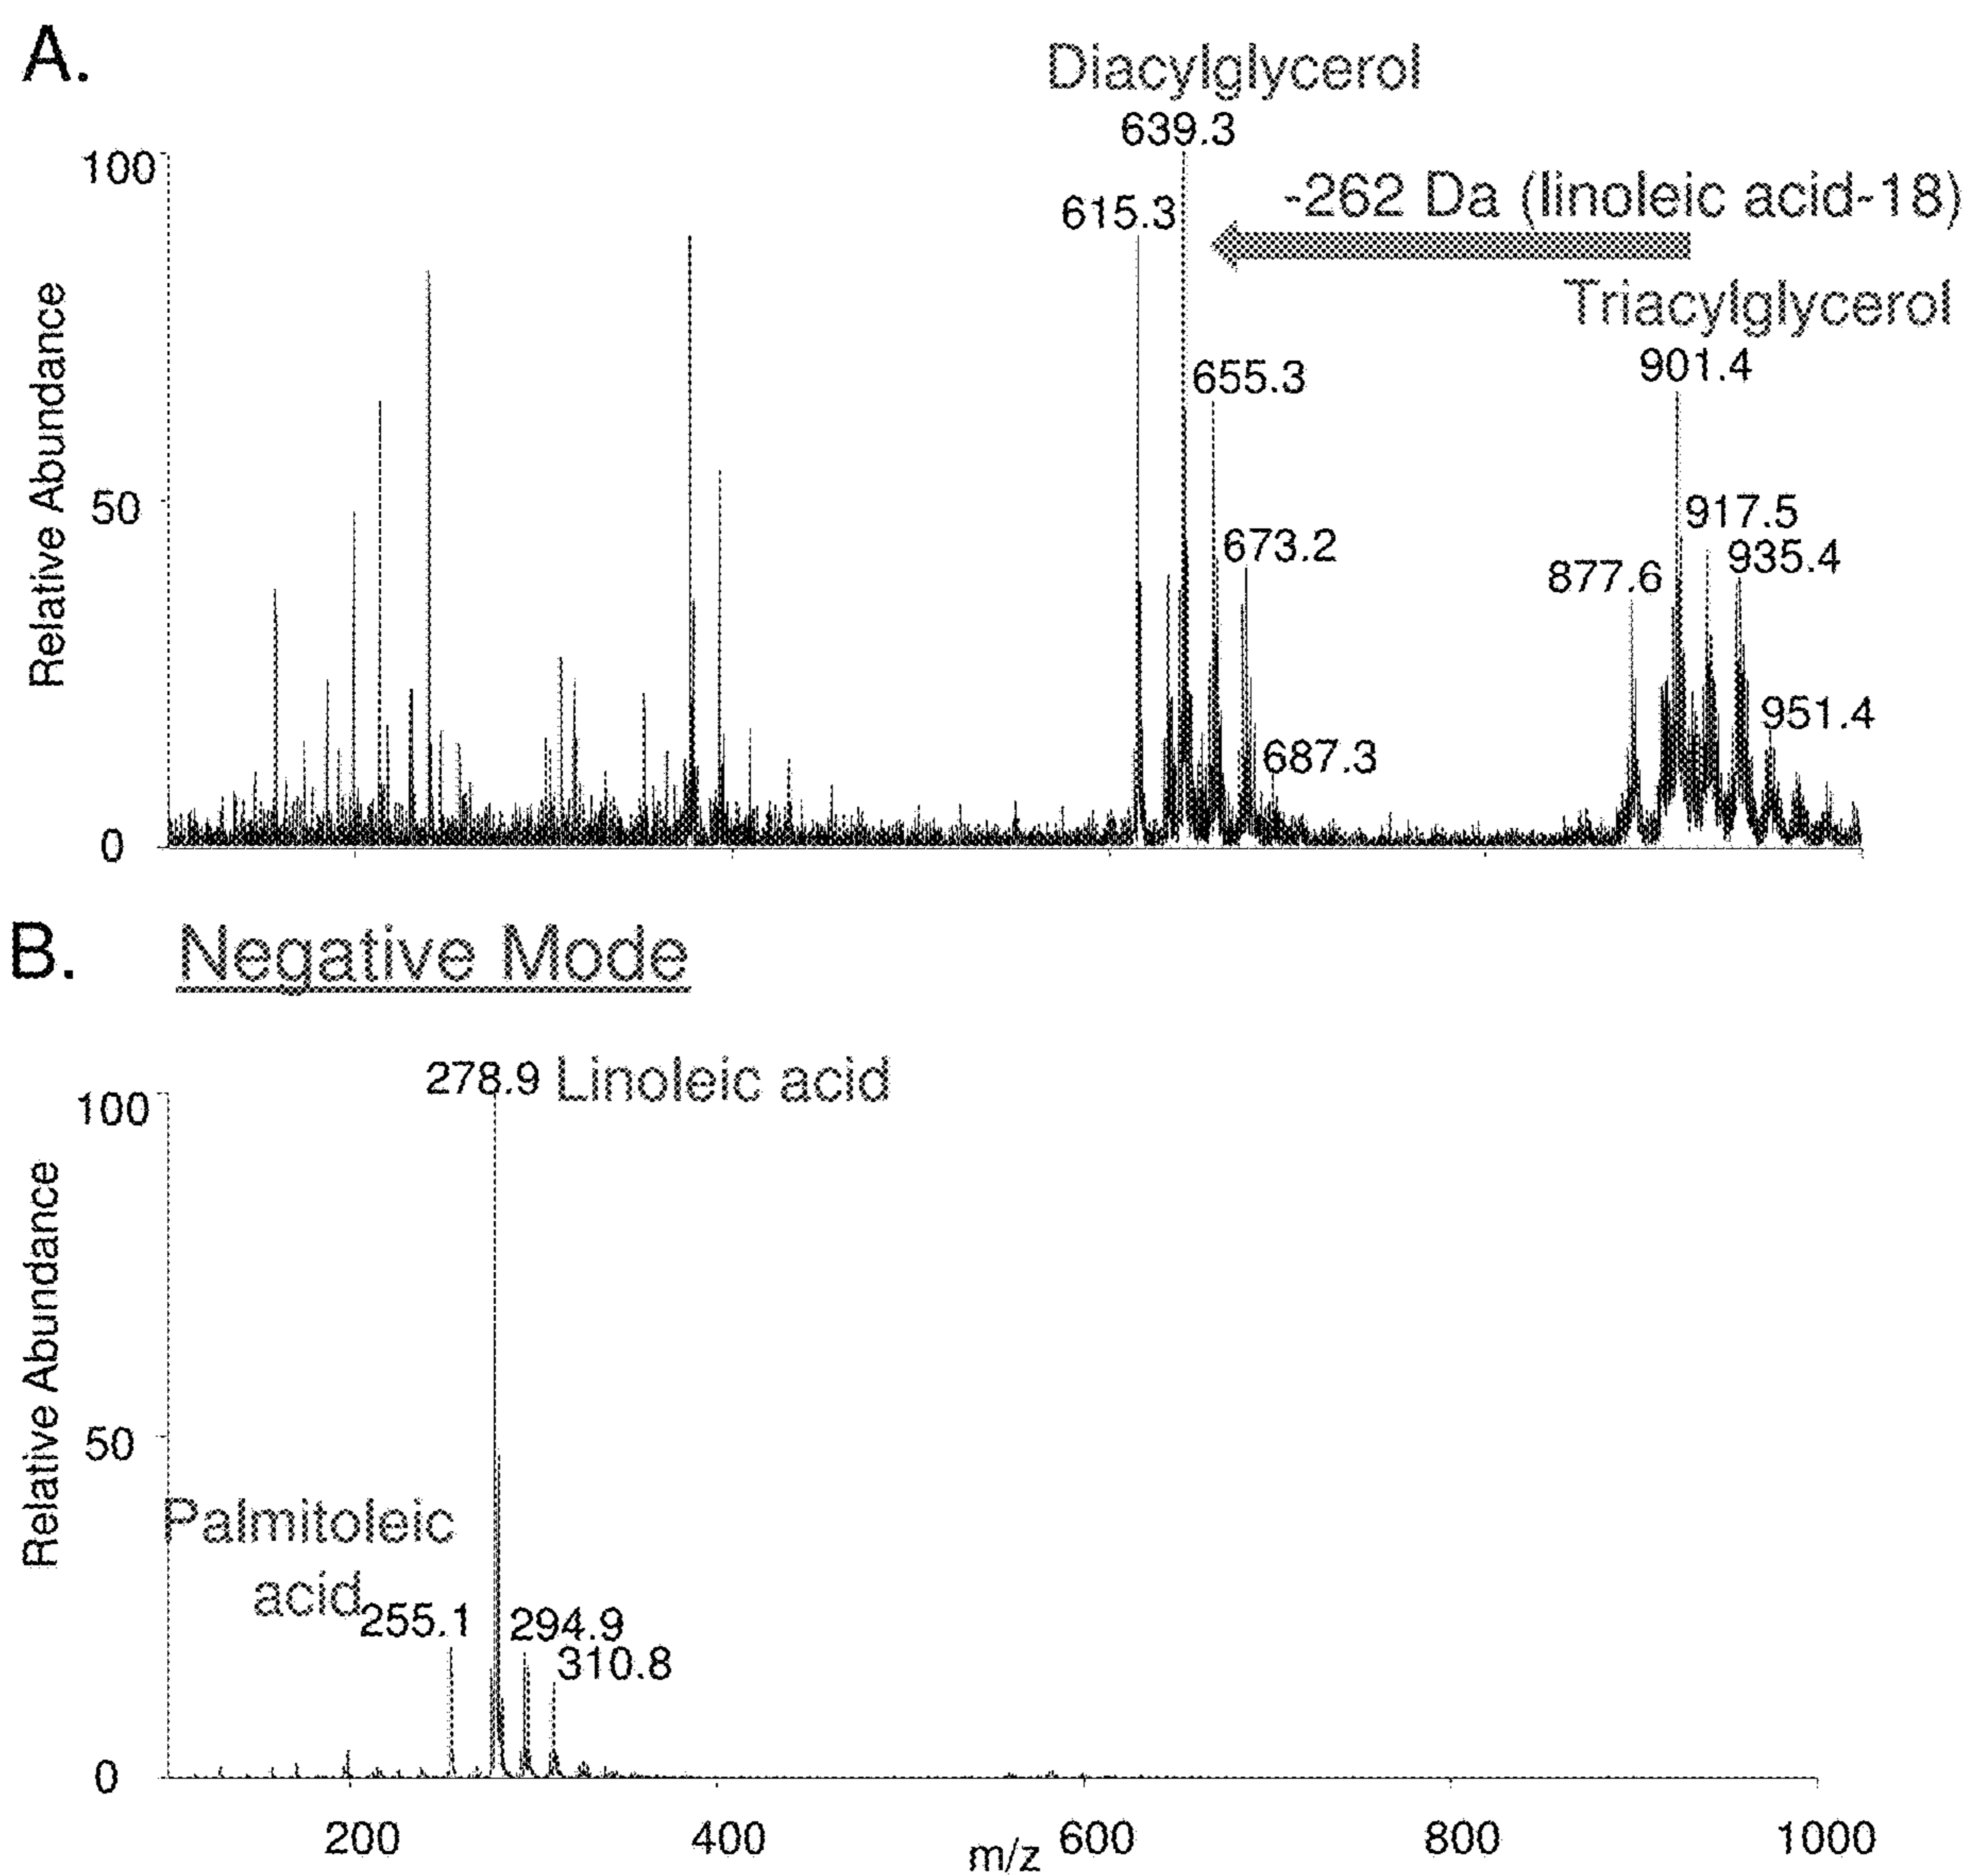 A.
Diacylglycerol
639.3
100
615.3
-262 Da (linoleic acid-18)
Triacylglycerol
901.4
655.3
Relative Abundance
50
917.5
673.2
935.4
877.6
951.4
687.3
0
B. Negative Mode
278.9 Linoleic acid
100
Relative Abundance
50
Palmitoleic
acid
255.1
294.9
310.8
0
200
400
m/z
600
800
1000